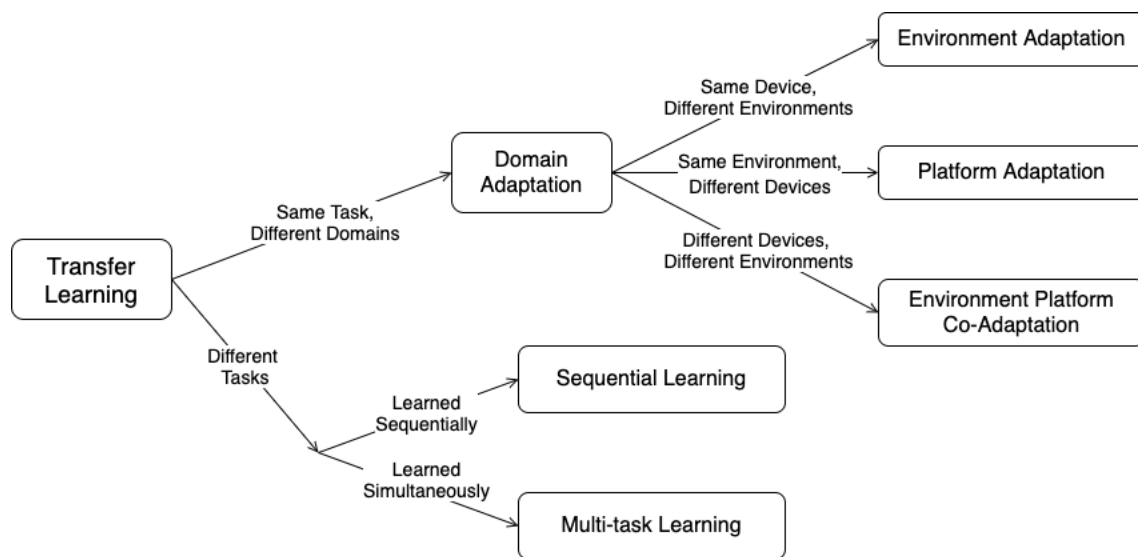 Environment Adaptation
Same Device,
Different Environments
Domain
Adaptation
Same Environment,
Different Devices
Platform Adaptation
Same Task,
Different Domains
Different Devices,
Different Environments
Transfer
Learning
Environment Platform
Co-Adaptation
Different
Tasks
Sequential Learning
Learned
Sequentially
Learned
Simultaneously
Multi-task Learning